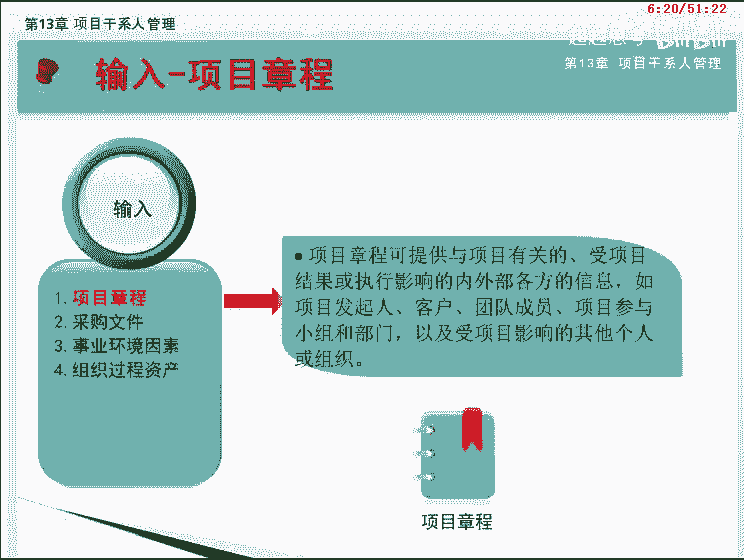 第13章 项目干系人管理
6:20/51:22
输入-项目章程
第13章 项目干系人管理
输入
1. 项目章程
2. 采购文件
3. 事业环境因素
4. 组织过程资产
• 项目章程可提供与项目有关的、受项目
结果或执行影响的内外部各方的信息，如
项目发起人、客户、团队成员、项目参与
小组和部门，以及受项目影响的其他个人
或组织。
项目章程